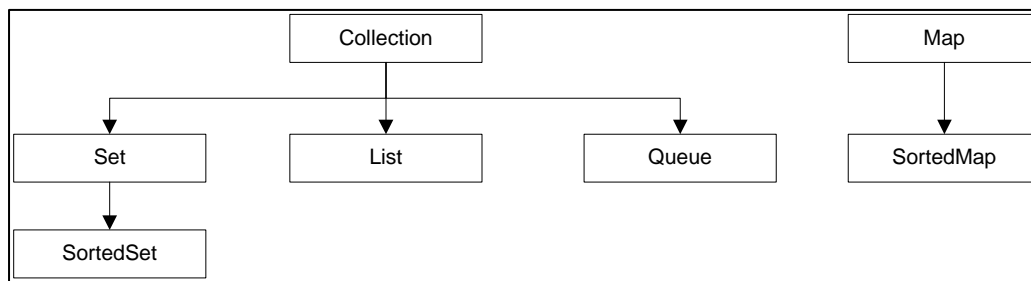 Collection
Map
Set
List
Queue
SortedMap
SortedSet